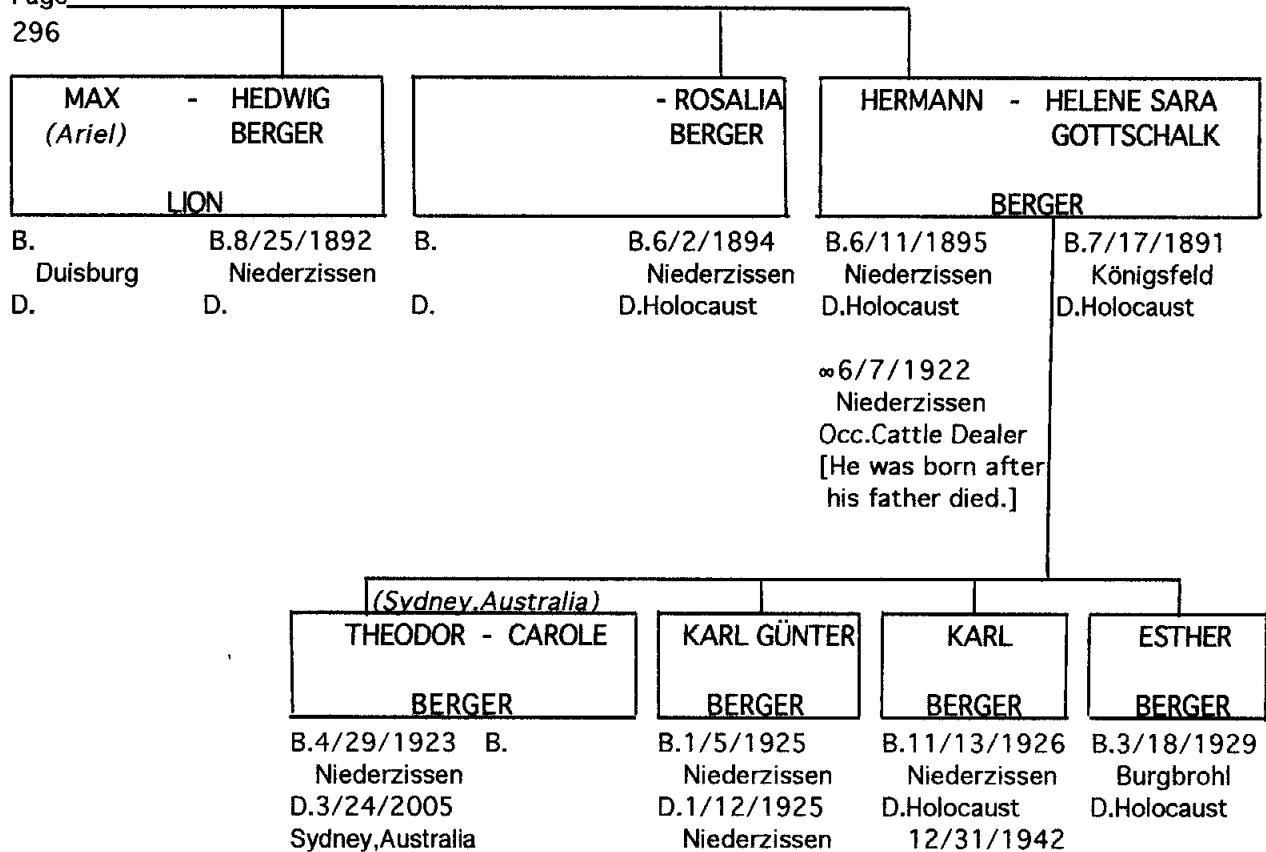 Page
296
MAX - HEDWIG
(Ariel) BERGER
LION
B. B.8/25/1892
Duisburg Niederzissen
D. D.
- ROSALIA
BERGER
B. B.6/2/1894
Niederzissen
D. D.Holocaust
HERMANN - HELENE SARA
GOTTSCHALK
BERGER
B.6/11/1895 B.7/17/1891
Niederzissen Königsfeld
D.Holocaust D.Holocaust
∞6/7/1922
Niederzissen
Occ.Cattle Dealer
[He was born after
his father died.]
(Sydney,Australia)
THEODOR - CAROLE
BERGER
B.4/29/1923 B.
Niederzissen
D.3/24/2005
Sydney,Australia
KARL GÜNTER
BERGER
B.1/5/1925
Niederzissen
D.1/12/1925
Niederzissen
KARL
BERGER
B.11/13/1926
Niederzissen
D.Holocaust
12/31/1942
ESTHER
BERGER
B.3/18/1929
Burgbrohl
D.Holocaust